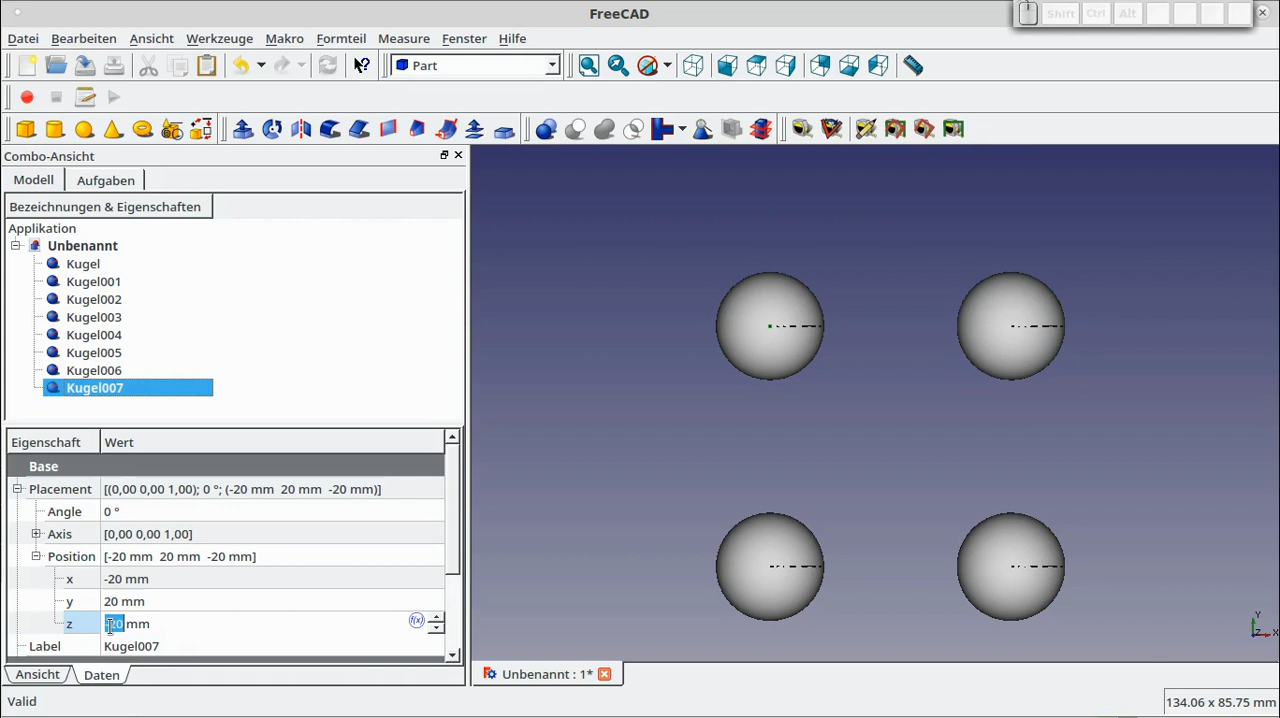 FreeCAD
Shift Ctrl Alt
Datei Bearbeiten Ansicht Werkzeuge Makro Formteil Measure Fenster Hilfe
Part
Combo-Ansicht
Modell Aufgaben
Bezeichnungen & Eigenschaften
Applikation
Unbenannt
Kugel
Kugel001
Kugel002
Kugel003
Kugel004
Kugel005
Kugel006
Kugel007
Eigenschaft Wert
Base
Placement [(0,00 0,00 1,00); 0 °; (-20 mm 20 mm -20 mm)]
Angle 0 °
Axis [0,00 0,00 1,00]
Position [-20 mm 20 mm -20 mm]
x -20 mm
y 20 mm
z -20 mm f(x)
Label Kugel007
Ansicht Daten
Unbenannt : 1*
Y
Z X
Valid
134.06 x 85.75 mm